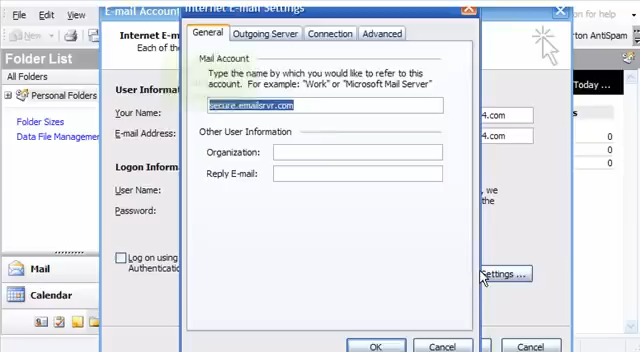 File Edit View
E-mail Account
Internet E-mail Settings
on for help
New
rton AntiSpam
Folder List
All Folders
Personal Folders
Folder Sizes
Data File Managemen
Mail
Calendar
Internet E-m
Each of the
User Informa
Your Name:
E-mail Address:
Logon Informa
User Name:
Password:
Log on using
Authenticatio
General
Outgoing Server
Connection
Advanced
Mail Account
Type the name by which you would like to refer to this
account. For example: "Work" or "Microsoft Mail Server"
secure.emailsrvr.com
Other User Information
Organization:
Reply E-mail:
OK
Cancel
4.com
4.com
, we
the
Settings ...
Cancel
Today ...
s
0
0
0